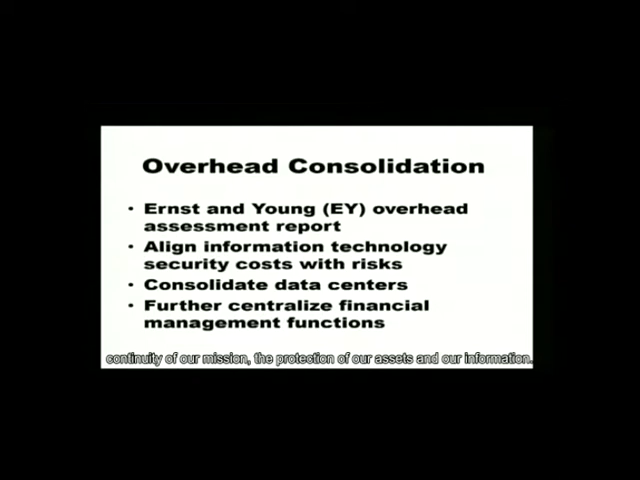 Overhead Consolidation
• Ernst and Young (EY) overhead
assessment report
• Align information technology
security costs with risks
• Consolidate data centers
• Further centralize financial
management functions
continuity of our mission, the protection of our assets and our information.